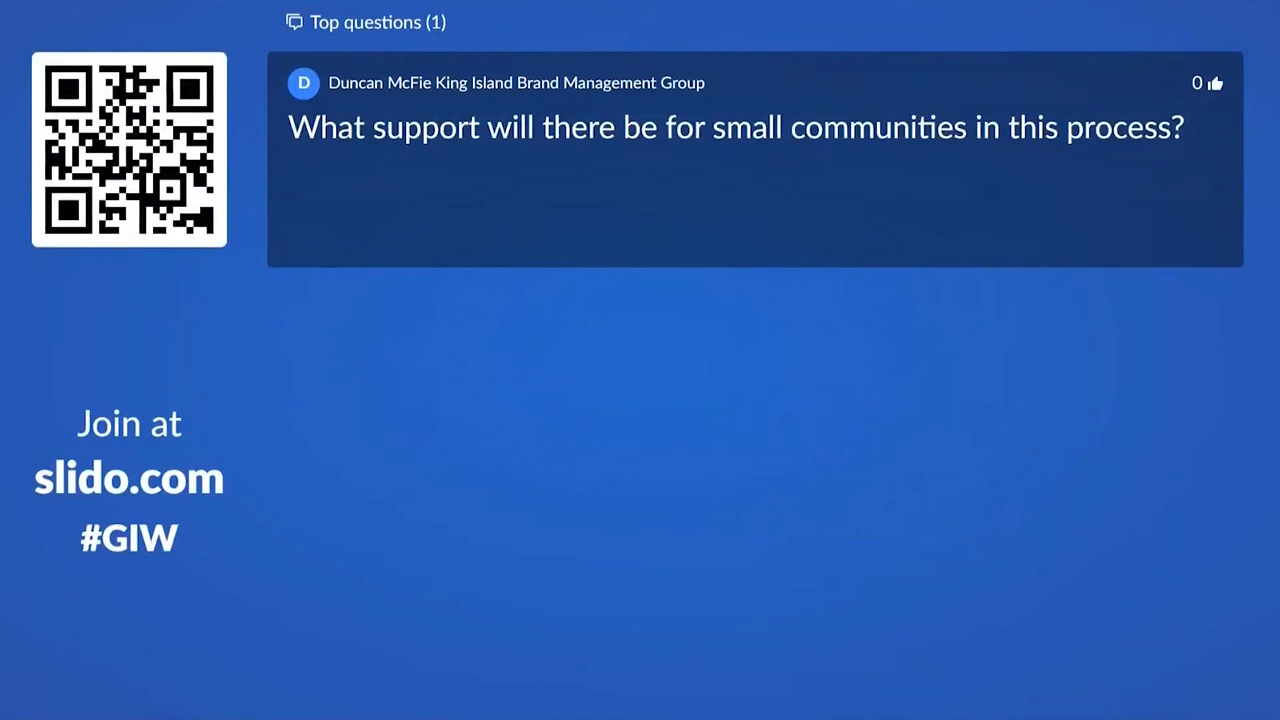 Top questions (1)
D Duncan McFie King Island Brand Management Group 0
What support will there be for small communities in this process?
Join at
slido.com
#GIW